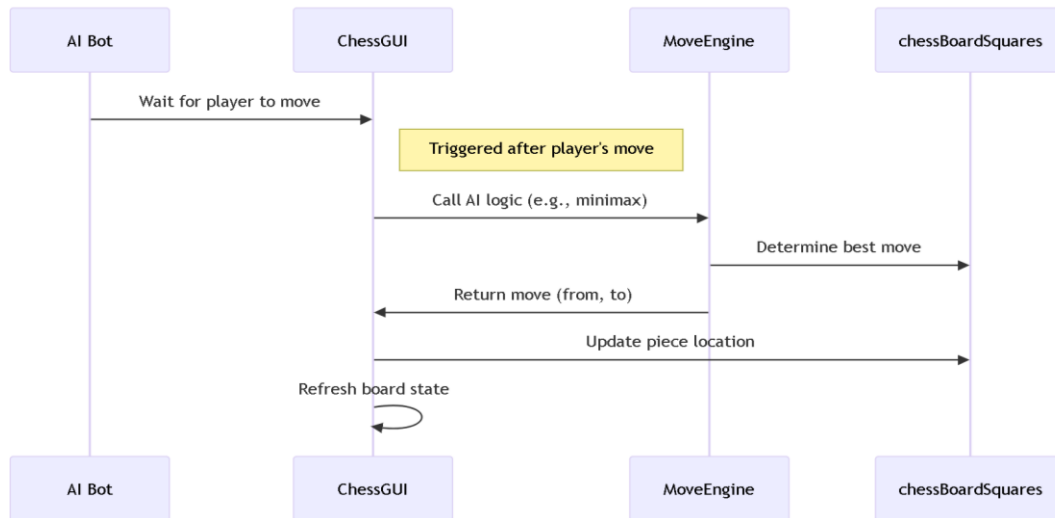 AI Bot
ChessGUI
MoveEngine
chessBoardSquares
Wait for player to move
Triggered after player's move
Call AI logic (e.g., minimax)
Determine best move
Return move (from, to)
Update piece location
Refresh board state
AI Bot
ChessGUI
MoveEngine
chessBoardSquares